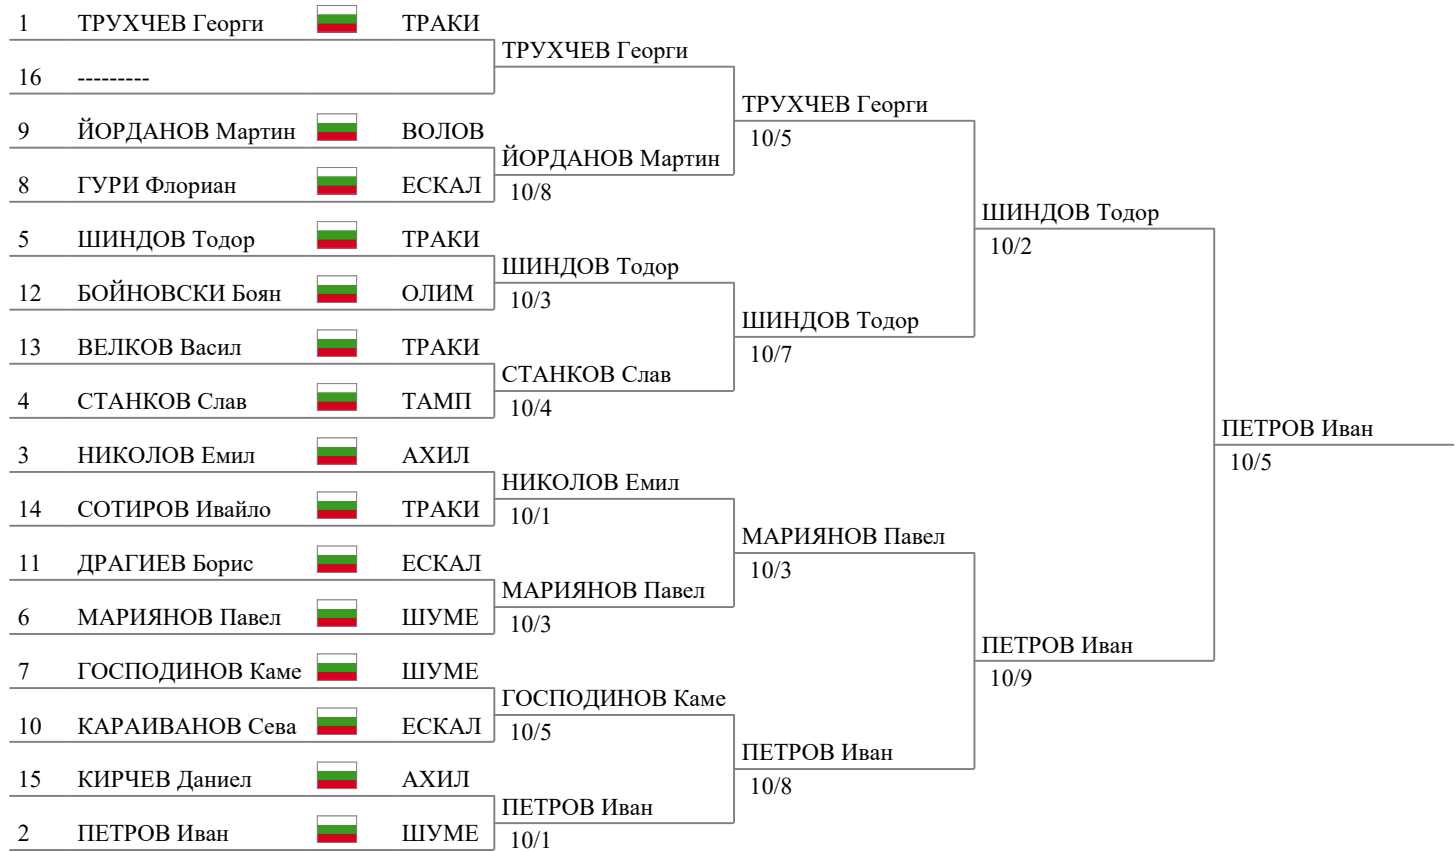 1 ТРУХЧЕВ Георги ТРАКИ
ТРУХЧЕВ Георги
16 ---------
ТРУХЧЕВ Георги
9 ЙОРДАНОВ Мартин ВОЛОВ
10/5
ЙОРДАНОВ Мартин
8 ГУРИ Флориан ЕСКАЛ
10/8
ШИНДОВ Тодор
5 ШИНДОВ Тодор ТРАКИ
10/2
ШИНДОВ Тодор
12 БОЙНОВСКИ Боян ОЛИМ
10/3
ШИНДОВ Тодор
13 ВЕЛКОВ Васил ТРАКИ
10/7
СТАНКОВ Слав
4 СТАНКОВ Слав ТАМП
10/4
ПЕТРОВ Иван
3 НИКОЛОВ Емил АХИЛ
10/5
НИКОЛОВ Емил
14 СОТИРОВ Ивайло ТРАКИ
10/1
МАРИЯНОВ Павел
11 ДРАГИЕВ Борис ЕСКАЛ
10/3
МАРИЯНОВ Павел
6 МАРИЯНОВ Павел ШУМЕ
10/3
ПЕТРОВ Иван
7 ГОСПОДИНОВ Каме ШУМЕ
10/9
ГОСПОДИНОВ Каме
10 КАРАИВАНОВ Сева ЕСКАЛ
10/5
ПЕТРОВ Иван
15 КИРЧЕВ Даниел АХИЛ
10/8
ПЕТРОВ Иван
2 ПЕТРОВ Иван ШУМЕ
10/1